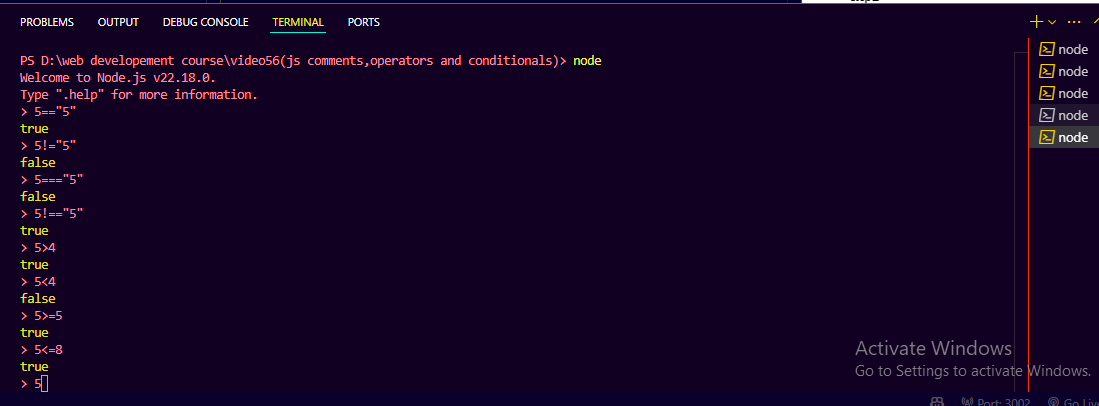 PROBLEMS OUTPUT DEBUG CONSOLE TERMINAL PORTS
PS D:\web developement course\video56(js comments,operators and conditionals)> node
Welcome to Node.js v22.18.0.
Type ".help" for more information.
> 5=="5"
true
> 5!="5"
false
> 5==="5"
false
> 5!=="5"
true
> 5>4
true
> 5<4
false
> 5>=5
true
> 5<=8
true
> 5
node
node
node
node
node
Activate Windows
Go to Settings to activate Windows.
Port: 3002 Go Live